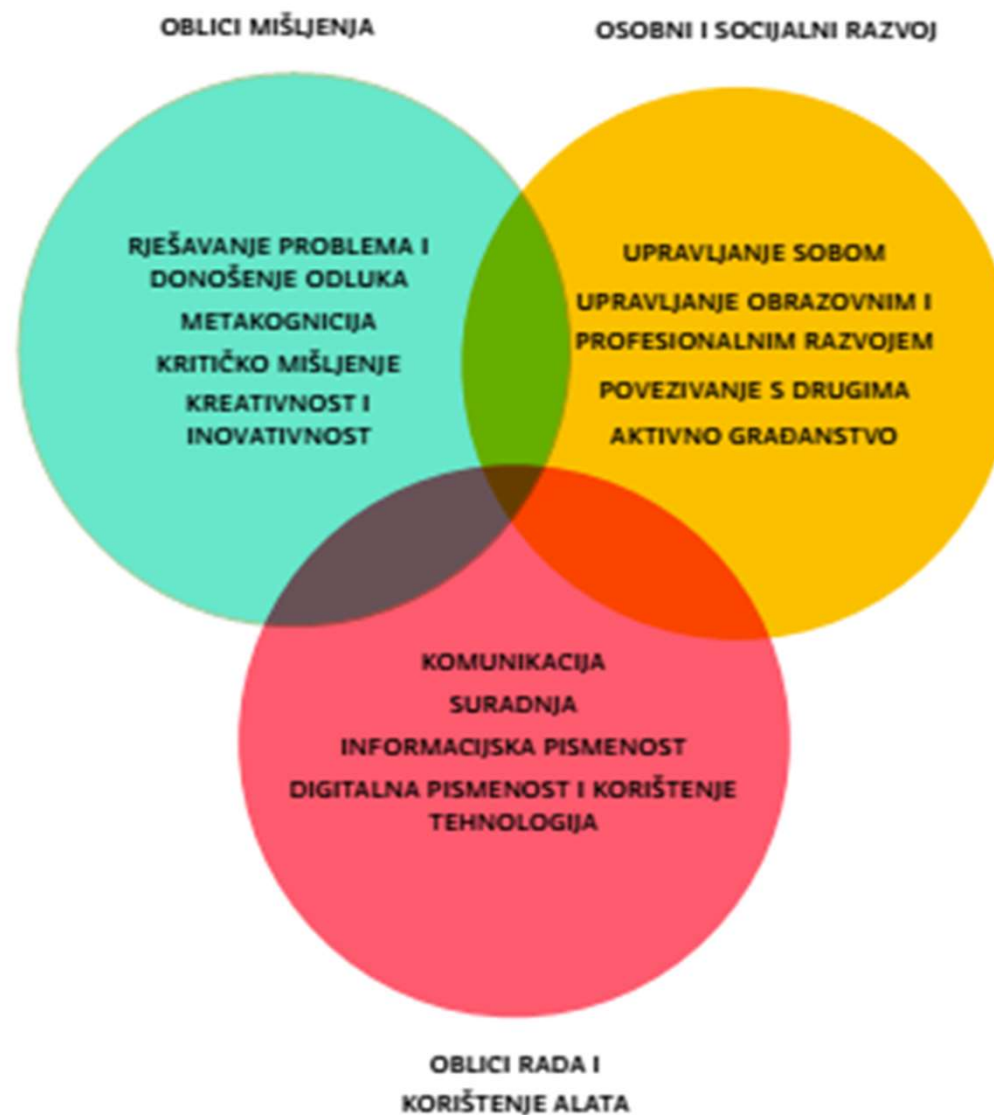 OBLICI MIŠLJENJA
OSOBNI I SOCIJALNI RAZVOJ
RJEŠAVANJE PROBLEMA I
DONOŠENJE ODLUKA
METAKOGNICIJA
KRITIČKO MIŠLJENJE
KREATIVNOST I
INOVATIVNOST
UPRAVLJANJE SOBOM
UPRAVLJANJE OBRAZOVNIM I
PROFESIONALNIM RAZVOJEM
POVEZIVANJE S DRUGIMA
AKTIVNO GRAĐANSTVO
KOMUNIKACIJA
SURADNJA
INFORMACIJSKA PISMENOST
DIGITALNA PISMENOST I KORIŠTENJE
TEHNOLOGIJA
OBLICI RADA I
KORIŠTENJE ALATA